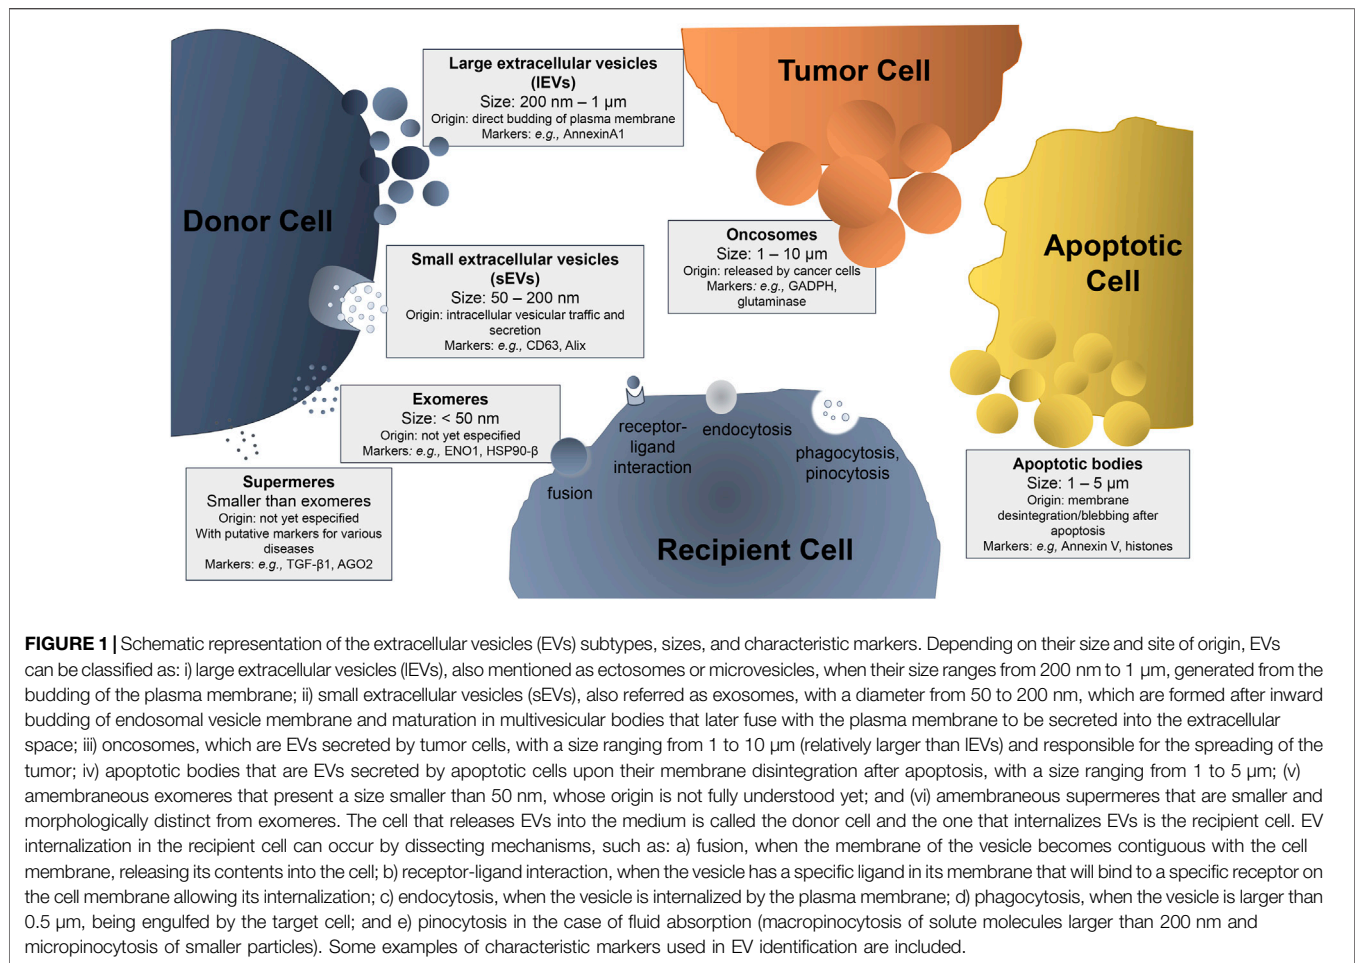 Large extracellular vesicles
(lEVs)
Size: 200 nm – 1 µm
Origin: direct budding of plasma membrane
Markers: e.g., AnnexinA1
Tumor Cell
Donor Cell
Small extracellular vesicles
(sEVs)
Size: 50 – 200 nm
Origin: intracellular vesicular traffic and
secretion
Markers: e.g., CD63, Alix
Oncosomes
Size: 1 – 10 µm
Origin: released by cancer cells
Markers: e.g., GADPH,
glutaminase
Apoptotic
Cell
Exomeres
Size: < 50 nm
Origin: not yet especified
Markers: e.g., ENO1, HSP90-β
Supermeres
Smaller than exomeres
Origin: not yet especified
With putative markers for various
diseases
Markers: e.g., TGF-β1, AGO2
fusion
receptor-
ligand
interaction
endocytosis
phagocytosis,
pinocytosis
Recipient Cell
Apoptotic bodies
Size: 1 – 5 µm
Origin: membrane
desintegration/blebbing after
apoptosis
Markers: e.g, Annexin V, histones
FIGURE 1 | Schematic representation of the extracellular vesicles (EVs) subtypes, sizes, and characteristic markers. Depending on their size and site of origin, EVs
can be classified as: i) large extracellular vesicles (lEVs), also mentioned as ectosomes or microvesicles, when their size ranges from 200 nm to 1 µm, generated from the
budding of the plasma membrane; ii) small extracellular vesicles (sEVs), also referred as exosomes, with a diameter from 50 to 200 nm, which are formed after inward
budding of endosomal vesicle membrane and maturation in multivesicular bodies that later fuse with the plasma membrane to be secreted into the extracellular
space; iii) oncosomes, which are EVs secreted by tumor cells, with a size ranging from 1 to 10 µm (relatively larger than lEVs) and responsible for the spreading of the
tumor; iv) apoptotic bodies that are EVs secreted by apoptotic cells upon their membrane disintegration after apoptosis, with a size ranging from 1 to 5 µm; (v)
amembraneous exomeres that present a size smaller than 50 nm, whose origin is not fully understood yet; and (vi) amembraneous supermeres that are smaller and
morphologically distinct from exomeres. The cell that releases EVs into the medium is called the donor cell and the one that internalizes EVs is the recipient cell. EV
internalization in the recipient cell can occur by dissecting mechanisms, such as: a) fusion, when the membrane of the vesicle becomes contiguous with the cell
membrane, releasing its contents into the cell; b) receptor-ligand interaction, when the vesicle has a specific ligand in its membrane that will bind to a specific receptor on
the cell membrane allowing its internalization; c) endocytosis, when the vesicle is internalized by the plasma membrane; d) phagocytosis, when the vesicle is larger than
0.5 µm, being engulfed by the target cell; and e) pinocytosis in the case of fluid absorption (macropinocytosis of solute molecules larger than 200 nm and
micropinocytosis of smaller particles). Some examples of characteristic markers used in EV identification are included.